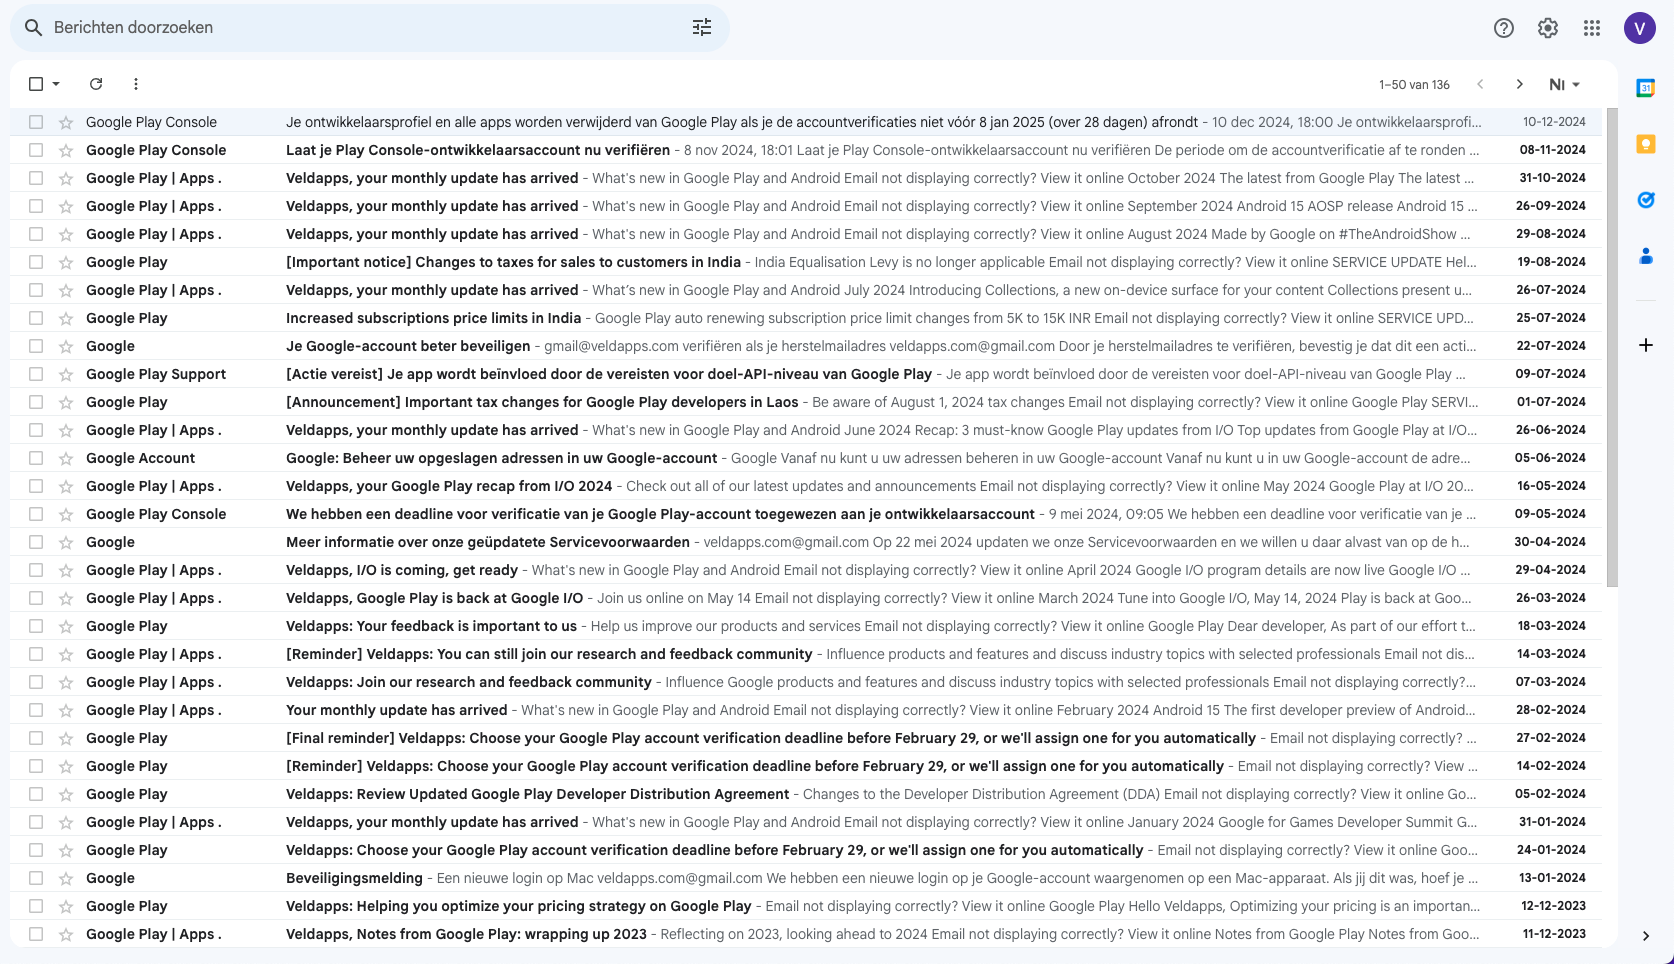 Berichten doorzoeken
V
1–50 van 136
Nl
31
Google Play Console Je ontwikkelaarsprofiel en alle apps worden verwijderd van Google Play als je de accountverificaties niet vóór 8 jan 2025 (over 28 dagen) afrondt - 10 dec 2024, 18:00 Je ontwikkelaarsprofi... 10-12-2024
Google Play Console Laat je Play Console-ontwikkelaarsaccount nu verifiëren - 8 nov 2024, 18:01 Laat je Play Console-ontwikkelaarsaccount nu verifiëren De periode om de accountverificatie af te ronden ... 08-11-2024
Google Play | Apps . Veldapps, your monthly update has arrived - What's new in Google Play and Android Email not displaying correctly? View it online October 2024 The latest from Google Play The latest ... 31-10-2024
Google Play | Apps . Veldapps, your monthly update has arrived - What's new in Google Play and Android Email not displaying correctly? View it online September 2024 Android 15 AOSP release Android 15 ... 26-09-2024
Google Play | Apps . Veldapps, your monthly update has arrived - What's new in Google Play and Android Email not displaying correctly? View it online August 2024 Made by Google on #TheAndroidShow ... 29-08-2024
Google Play [Important notice] Changes to taxes for sales to customers in India - India Equalisation Levy is no longer applicable Email not displaying correctly? View it online SERVICE UPDATE Hel... 19-08-2024
Google Play | Apps . Veldapps, your monthly update has arrived - What's new in Google Play and Android July 2024 Introducing Collections, a new on-device surface for your content Collections present u... 26-07-2024
Google Play Increased subscriptions price limits in India - Google Play auto renewing subscription price limit changes from 5K to 15K INR Email not displaying correctly? View it online SERVICE UPD... 25-07-2024
Google Je Google-account beter beveiligen - gmail@veldapps.com verifiëren als je herstelmailadres veldapps.com@gmail.com Door je herstelmailadres te verifiëren, bevestig je dat dit een acti... 22-07-2024
Google Play Support [Actie vereist] Je app wordt beïnvloed door de vereisten voor doel-API-niveau van Google Play - Je app wordt beïnvloed door de vereisten voor doel-API-niveau van Google Play ... 09-07-2024
Google Play [Announcement] Important tax changes for Google Play developers in Laos - Be aware of August 1, 2024 tax changes Email not displaying correctly? View it online Google Play SERVI... 01-07-2024
Google Play | Apps . Veldapps, your monthly update has arrived - What's new in Google Play and Android June 2024 Recap: 3 must-know Google Play updates from I/O Top updates from Google Play at I/O... 26-06-2024
Google Account Google: Beheer uw opgeslagen adressen in uw Google-account - Google Vanaf nu kunt u uw adressen beheren in uw Google-account Vanaf nu kunt u in uw Google-account de adre... 05-06-2024
Google Play | Apps . Veldapps, your Google Play recap from I/O 2024 - Check out all of our latest updates and announcements Email not displaying correctly? View it online May 2024 Google Play at I/O 20... 16-05-2024
Google Play Console We hebben een deadline voor verificatie van je Google Play-account toegewezen aan je ontwikkelaarsaccount - 9 mei 2024, 09:05 We hebben een deadline voor verificatie van je ... 09-05-2024
Google Meer informatie over onze geüpdatete Servicevoorwaarden - veldapps.com@gmail.com Op 22 mei 2024 updaten we onze Servicevoorwaarden en we willen u daar alvast van op de h... 30-04-2024
Google Play | Apps . Veldapps, I/O is coming, get ready - What's new in Google Play and Android Email not displaying correctly? View it online April 2024 Google I/O program details are now live Google I/O ... 29-04-2024
Google Play | Apps . Veldapps, Google Play is back at Google I/O - Join us online on May 14 Email not displaying correctly? View it online March 2024 Tune into Google I/O, May 14, 2024 Play is back at Goo... 26-03-2024
Google Play Veldapps: Your feedback is important to us - Help us improve our products and services Email not displaying correctly? View it online Google Play Dear developer, As part of our effort t... 18-03-2024
Google Play | Apps . [Reminder] Veldapps: You can still join our research and feedback community - Influence products and features and discuss industry topics with selected professionals Email not dis... 14-03-2024
Google Play | Apps . Veldapps: Join our research and feedback community - Influence Google products and features and discuss industry topics with selected professionals Email not displaying correctly?... 07-03-2024
Google Play | Apps . Your monthly update has arrived - What's new in Google Play and Android Email not displaying correctly? View it online February 2024 Android 15 The first developer preview of Android... 28-02-2024
Google Play [Final reminder] Veldapps: Choose your Google Play account verification deadline before February 29, or we'll assign one for you automatically - Email not displaying correctly? ... 27-02-2024
Google Play [Reminder] Veldapps: Choose your Google Play account verification deadline before February 29, or we'll assign one for you automatically - Email not displaying correctly? View ... 14-02-2024
Google Play Veldapps: Review Updated Google Play Developer Distribution Agreement - Changes to the Developer Distribution Agreement (DDA) Email not displaying correctly? View it online Go... 05-02-2024
Google Play | Apps . Veldapps, your monthly update has arrived - What's new in Google Play and Android Email not displaying correctly? View it online January 2024 Google for Games Developer Summit G... 31-01-2024
Google Play Veldapps: Choose your Google Play account verification deadline before February 29, or we'll assign one for you automatically - Email not displaying correctly? View it online Goo... 24-01-2024
Google Beveiligingsmelding - Een nieuwe login op Mac veldapps.com@gmail.com We hebben een nieuwe login op je Google-account waargenomen op een Mac-apparaat. Als jij dit was, hoef je ... 13-01-2024
Google Play Veldapps: Helping you optimize your pricing strategy on Google Play - Email not displaying correctly? View it online Google Play Hello Veldapps, Optimizing your pricing is an importan... 12-12-2023
Google Play | Apps . Veldapps, Notes from Google Play: wrapping up 2023 - Reflecting on 2023, looking ahead to 2024 Email not displaying correctly? View it online Notes from Google Play Notes from Goo... 11-12-2023